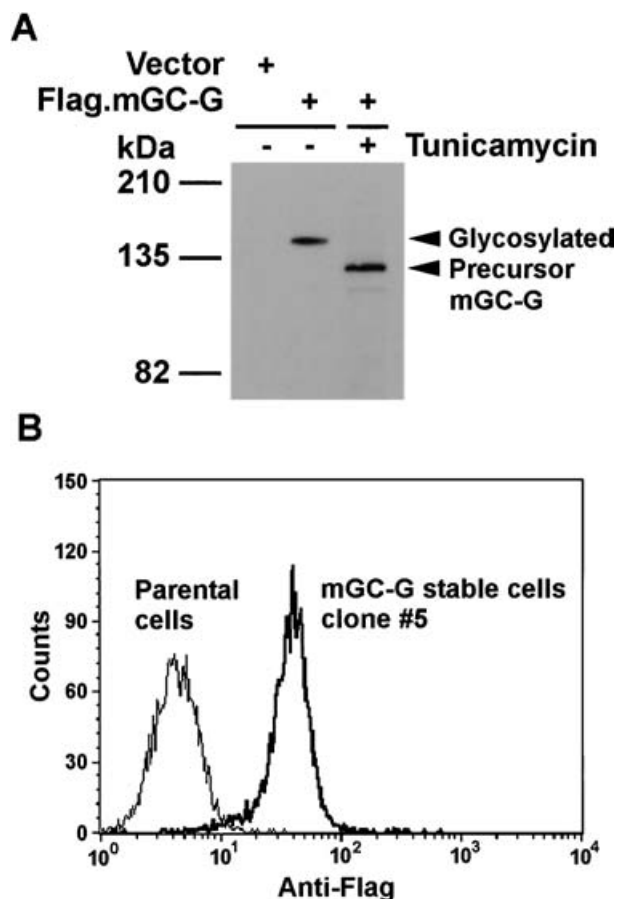 A
Vector +
Flag.mGC-G + +
kDa - - + Tunicamycin
210
135
82
Glycosylated
Precursor
mGC-G
B
150
120
90
60
30
0
Counts
Parental
cells
mGC-G stable cells
clone #5
10⁰ 10¹ 10² 10³ 10⁴
Anti-Flag